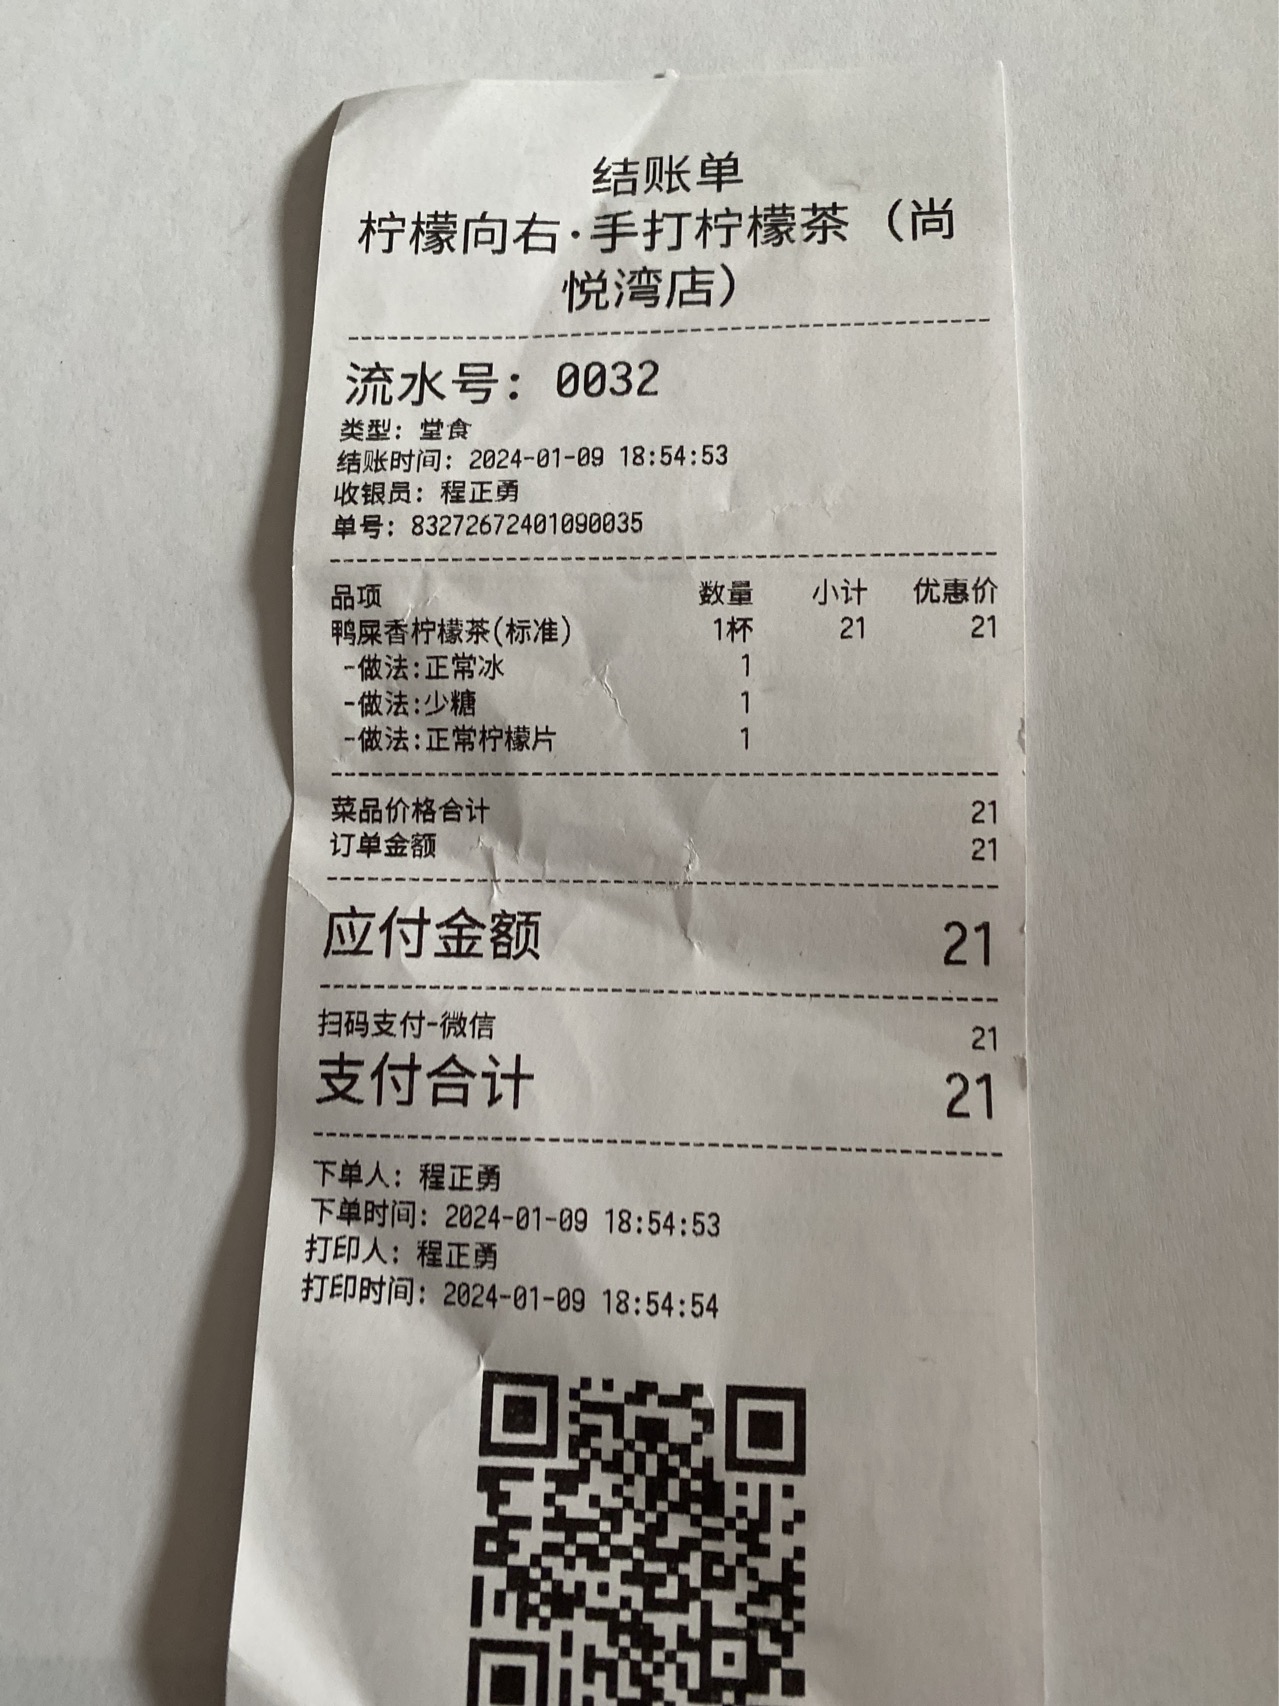 结账单
柠檬向右·手打柠檬茶（尚
悦湾店）
流水号：0032
类型：堂食
结账时间：2024-01-09 18:54:53
收银员：程正勇
单号：83272672401090035
品项 数量 小计 优惠价
鸭屎香柠檬茶(标准) 1杯 21 21
-做法:正常冰 1
-做法:少糖 1
-做法:正常柠檬片 1
菜品价格合计 21
订单金额 21
应付金额 21
扫码支付-微信 21
支付合计 21
下单人：程正勇
下单时间：2024-01-09 18:54:53
打印人：程正勇
打印时间：2024-01-09 18:54:54